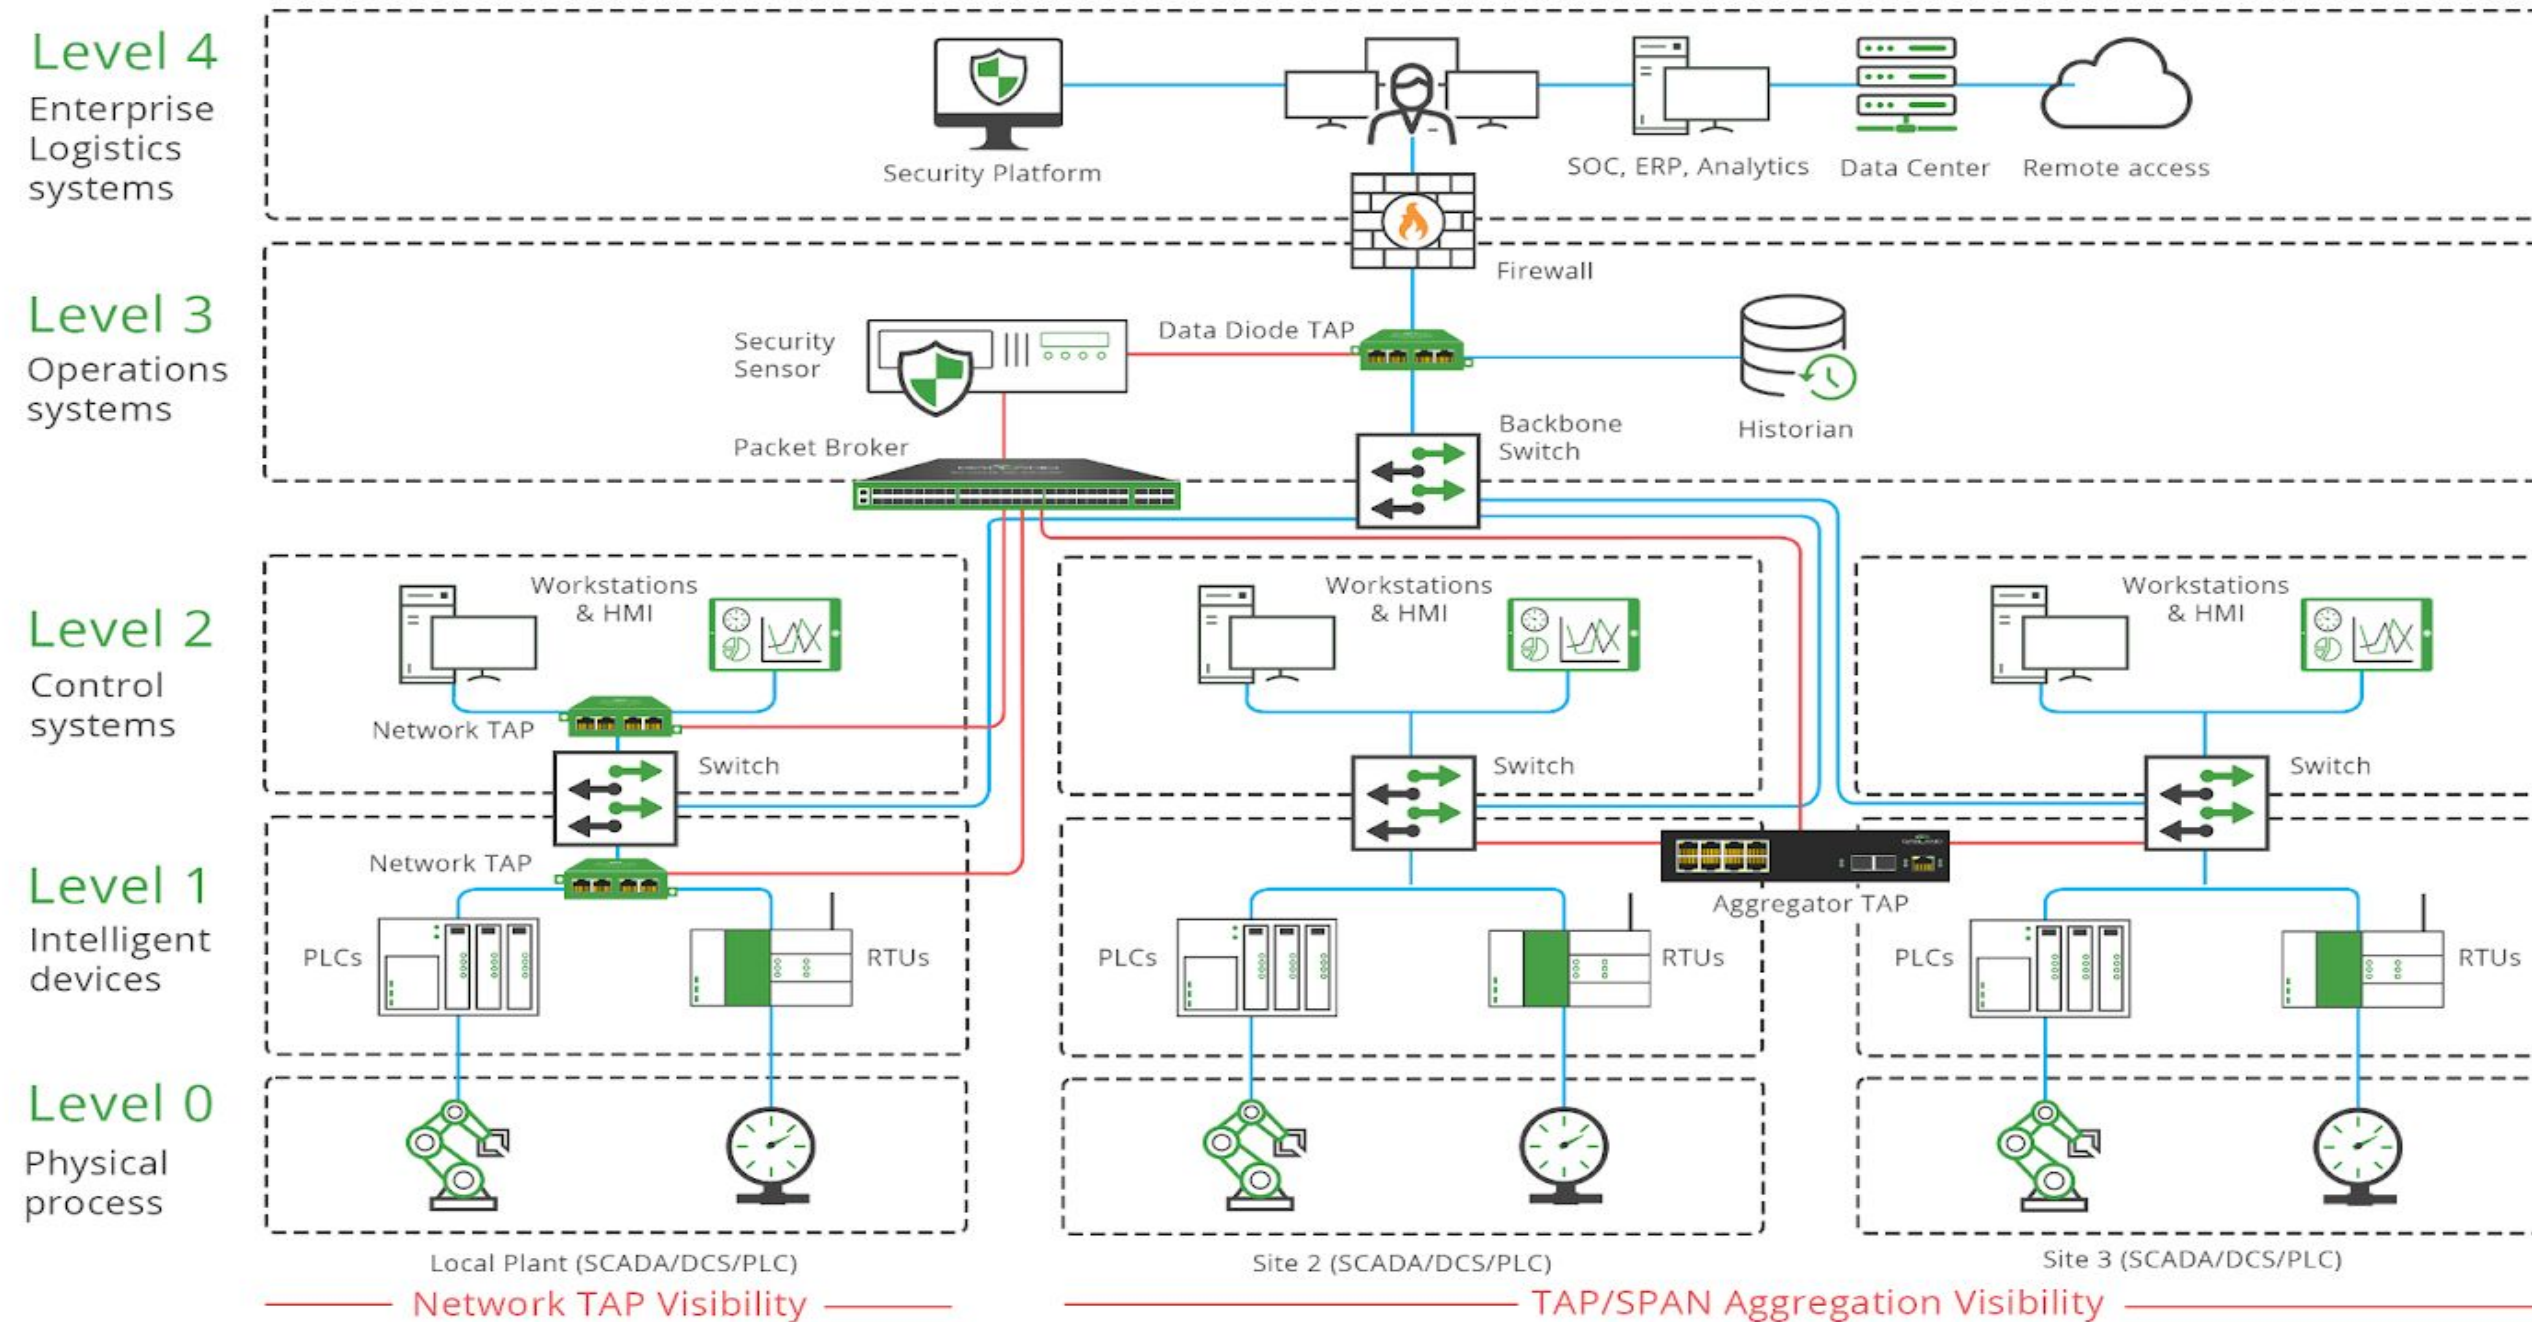 Level 4
Enterprise
Logistics
systems
Security Platform
SOC, ERP, Analytics
Data Center
Remote access
Firewall
Level 3
Operations
systems
Security
Sensor
Data Diode TAP
Historian
Packet Broker
Backbone
Switch
Level 2
Control
systems
Workstations
& HMI
Network TAP
Switch
Workstations
& HMI
Switch
Workstations
& HMI
Switch
Level 1
Intelligent
devices
Network TAP
PLCs
RTUs
PLCs
RTUs
Aggregator TAP
PLCs
RTUs
Level 0
Physical
process
Local Plant (SCADA/DCS/PLC)
Site 2 (SCADA/DCS/PLC)
Site 3 (SCADA/DCS/PLC)
Network TAP Visibility
TAP/SPAN Aggregation Visibility